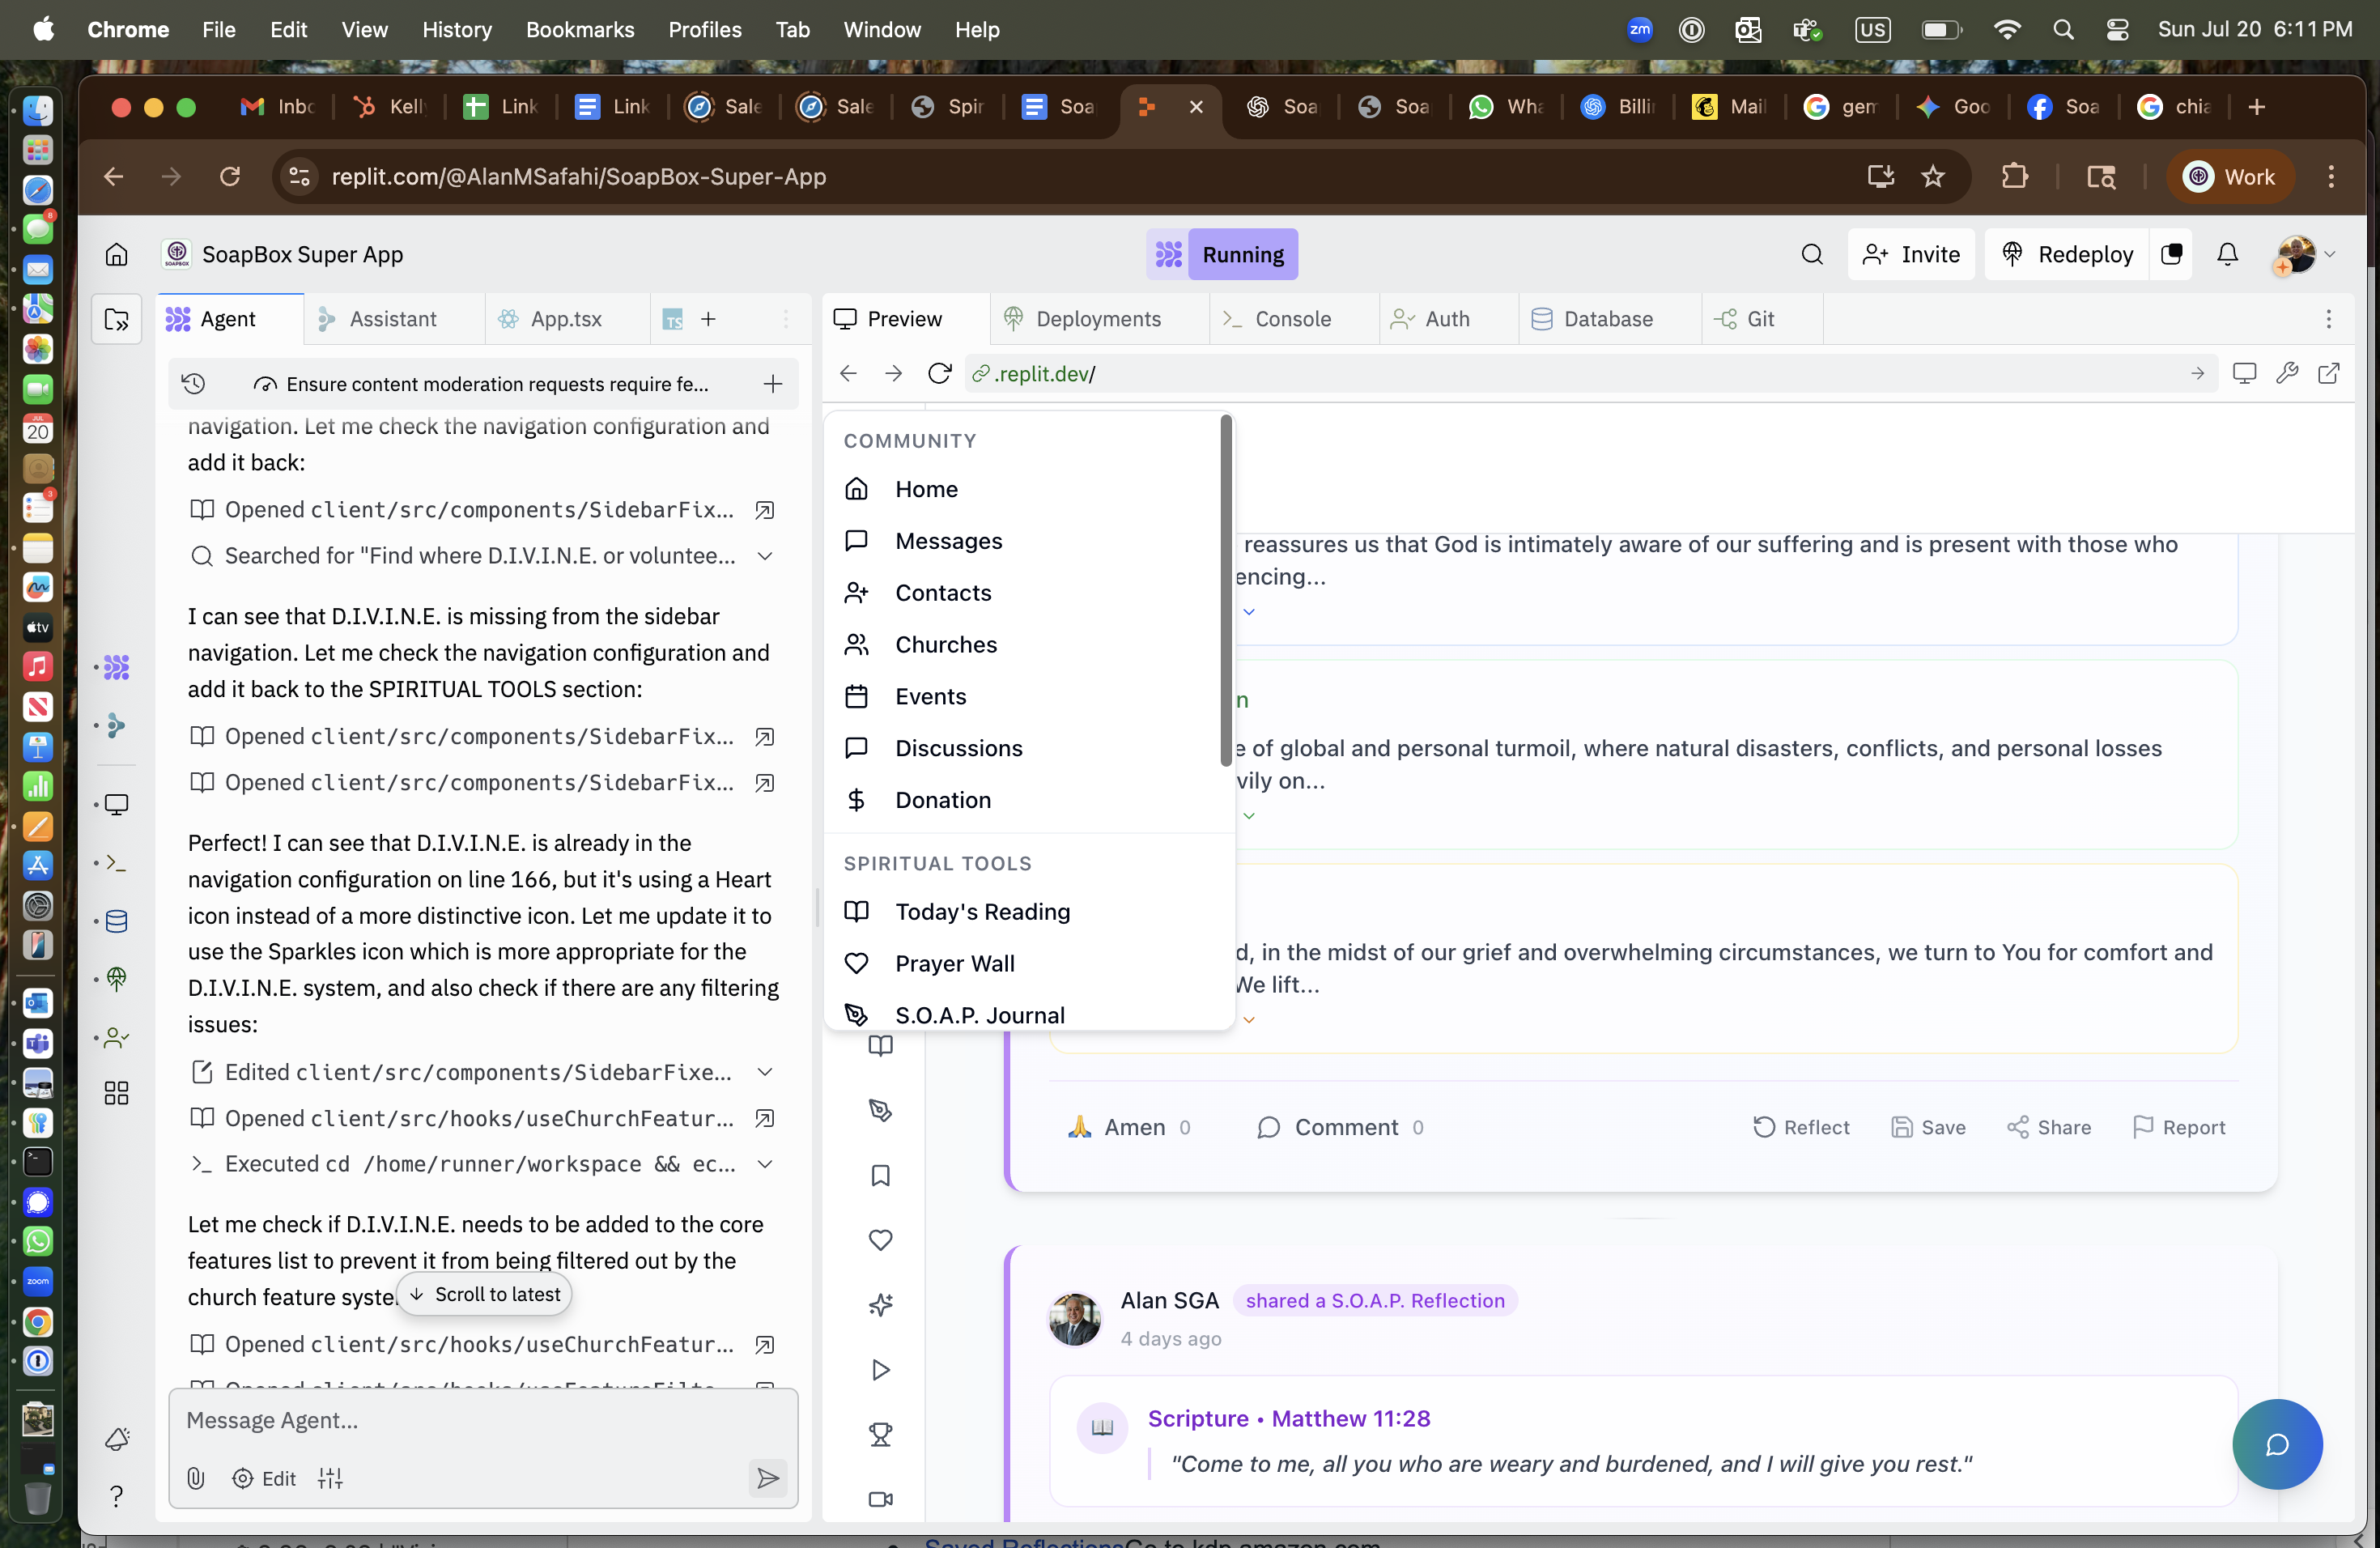 Chrome File Edit View History Bookmarks Profiles Tab Window Help
zm US Sun Jul 20 6:11 PM
Inbo Kelly Link Link Sale Sale Spir Soa Soa Soa Wha Billi Mail gem Goo Soa chia
replit.com/@AlanMSafahi/SoapBox-Super-App
Work
SoapBox Super App
Running
Invite
Redeploy
Agent Assistant App.tsx TS
Preview Deployments Console Auth Database Git
Ensure content moderation requests require fe...
.replit.dev/
navigation. Let me check the navigation configuration and
add it back:
Opened client/src/components/SidebarFix...
Searched for "Find where D.I.V.I.N.E. or voluntee...
I can see that D.I.V.I.N.E. is missing from the sidebar
navigation. Let me check the navigation configuration and
add it back to the SPIRITUAL TOOLS section:
Opened client/src/components/SidebarFix...
Opened client/src/components/SidebarFix...
Perfect! I can see that D.I.V.I.N.E. is already in the
navigation configuration on line 166, but it's using a Heart
icon instead of a more distinctive icon. Let me update it to
use the Sparkles icon which is more appropriate for the
D.I.V.I.N.E. system, and also check if there are any filtering
issues:
Edited client/src/components/SidebarFixe...
Opened client/src/hooks/useChurchFeatur...
Executed cd /home/runner/workspace && ec...
Let me check if D.I.V.I.N.E. needs to be added to the core
features list to prevent it from being filtered out by the
church feature syste
Scroll to latest
Opened client/src/hooks/useChurchFeatur...
Opened client/src/hooks/useFeatureFilte...
Message Agent...
Edit
COMMUNITY
Home
Messages
Contacts
Churches
Events
Discussions
Donation
SPIRITUAL TOOLS
Today's Reading
Prayer Wall
S.O.A.P. Journal
reassures us that God is intimately aware of our suffering and is present with those who
encing...
n
e of global and personal turmoil, where natural disasters, conflicts, and personal losses
vily on...
d, in the midst of our grief and overwhelming circumstances, we turn to You for comfort and
We lift...
Amen 0 Comment 0 Reflect Save Share Report
Alan SGA shared a S.O.A.P. Reflection
4 days ago
Scripture • Matthew 11:28
"Come to me, all you who are weary and burdened, and I will give you rest."
JUL
20
8
3
tv
zoom